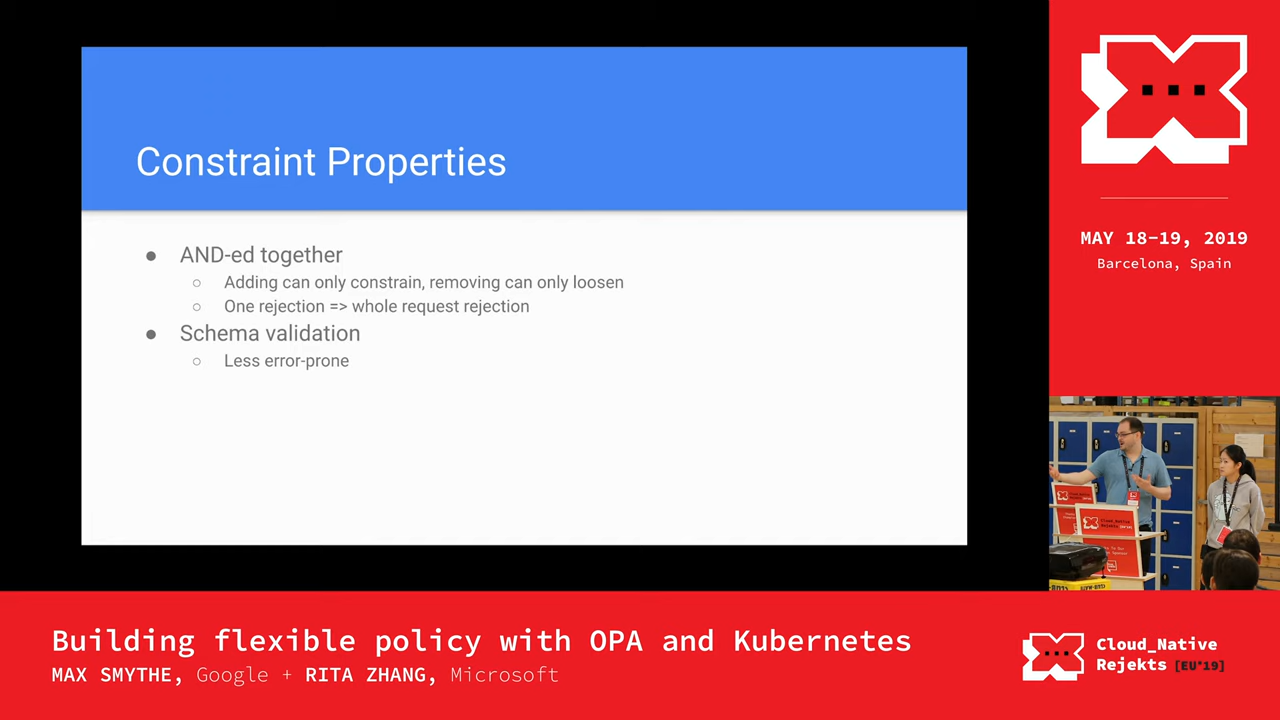 Constraint Properties
● AND-ed together
○ Adding can only constrain, removing can only loosen
○ One rejection => whole request rejection
● Schema validation
○ Less error-prone
MAY 18-19, 2019
Barcelona, Spain
Building flexible policy with OPA and Kubernetes
MAX SMYTHE, Google + RITA ZHANG, Microsoft
Cloud_Native
Rejekts [EU'19]